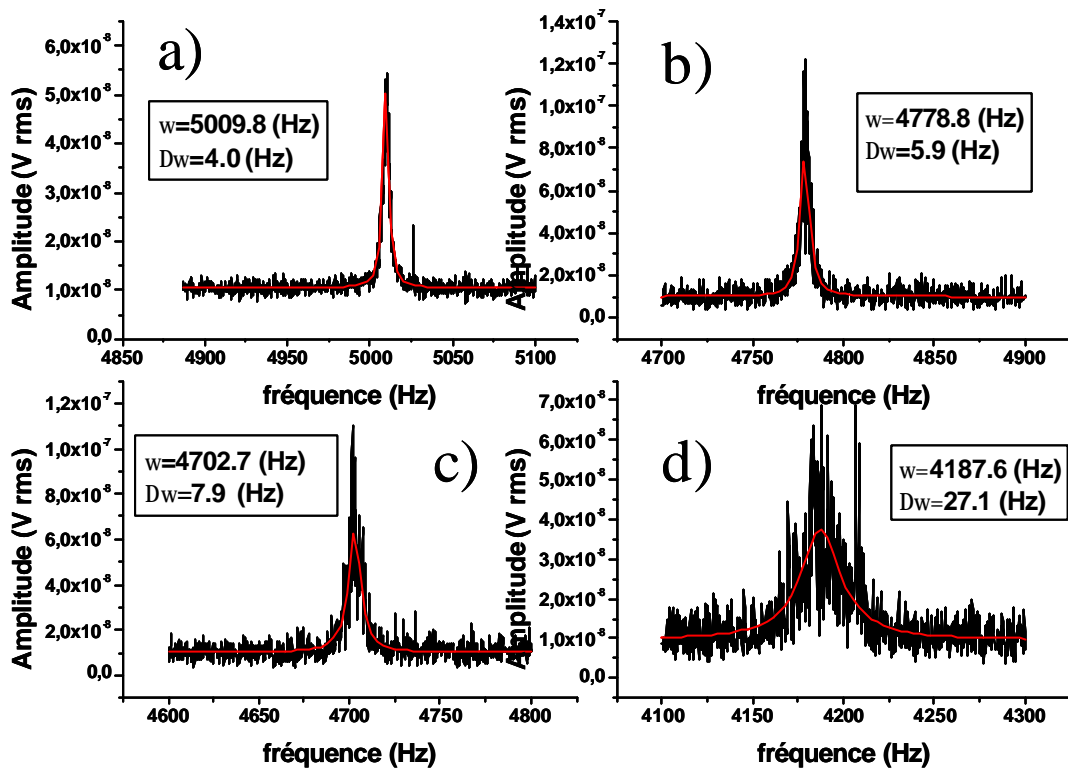 a)
6,0x10⁻⁸
5,0x10⁻⁸
4,0x10⁻⁸
3,0x10⁻⁸
2,0x10⁻⁸
1,0x10⁻⁸
0,0
Amplitude (V rms)
w=5009.8 (Hz)
Dw=4.0 (Hz)
4850 4900 4950 5000 5050 5100
fréquence (Hz)
b)
1,4x10⁻⁷
1,2x10⁻⁷
1,0x10⁻⁷
8,0x10⁻⁸
6,0x10⁻⁸
4,0x10⁻⁸
2,0x10⁻⁸
0,0
Amplitude (V rms)
w=4778.8 (Hz)
Dw=5.9 (Hz)
4700 4750 4800 4850 4900
fréquence (Hz)
c)
1,2x10⁻⁷
1,0x10⁻⁷
8,0x10⁻⁸
6,0x10⁻⁸
4,0x10⁻⁸
2,0x10⁻⁸
0,0
Amplitude (V rms)
w=4702.7 (Hz)
Dw=7.9 (Hz)
4600 4650 4700 4750 4800
fréquence (Hz)
d)
7,0x10⁻⁸
6,0x10⁻⁸
5,0x10⁻⁸
4,0x10⁻⁸
3,0x10⁻⁸
2,0x10⁻⁸
1,0x10⁻⁸
0,0
Amplitude (V rms)
w=4187.6 (Hz)
Dw=27.1 (Hz)
4100 4150 4200 4250 4300
fréquence (Hz)